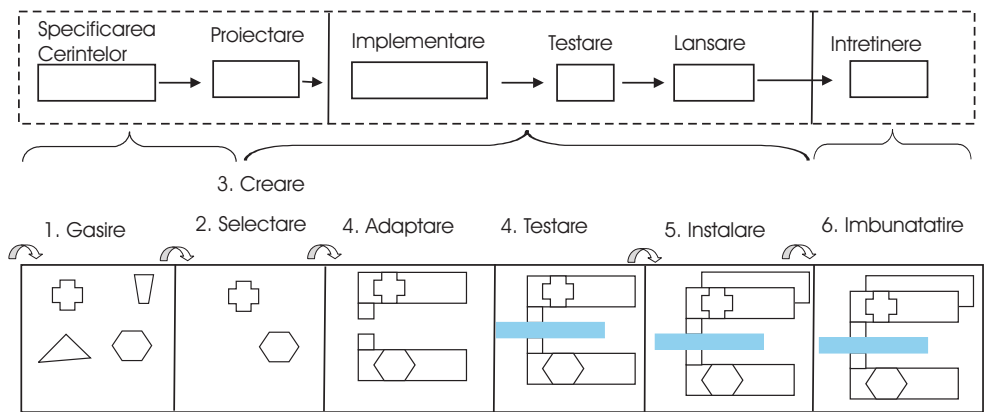 Specificarea
Cerintelor
Proiectare
Implementare
Testare
Lansare
Intretinere
3. Creare
1. Gasire
2. Selectare
4. Adaptare
4. Testare
5. Instalare
6. Imbunatatire